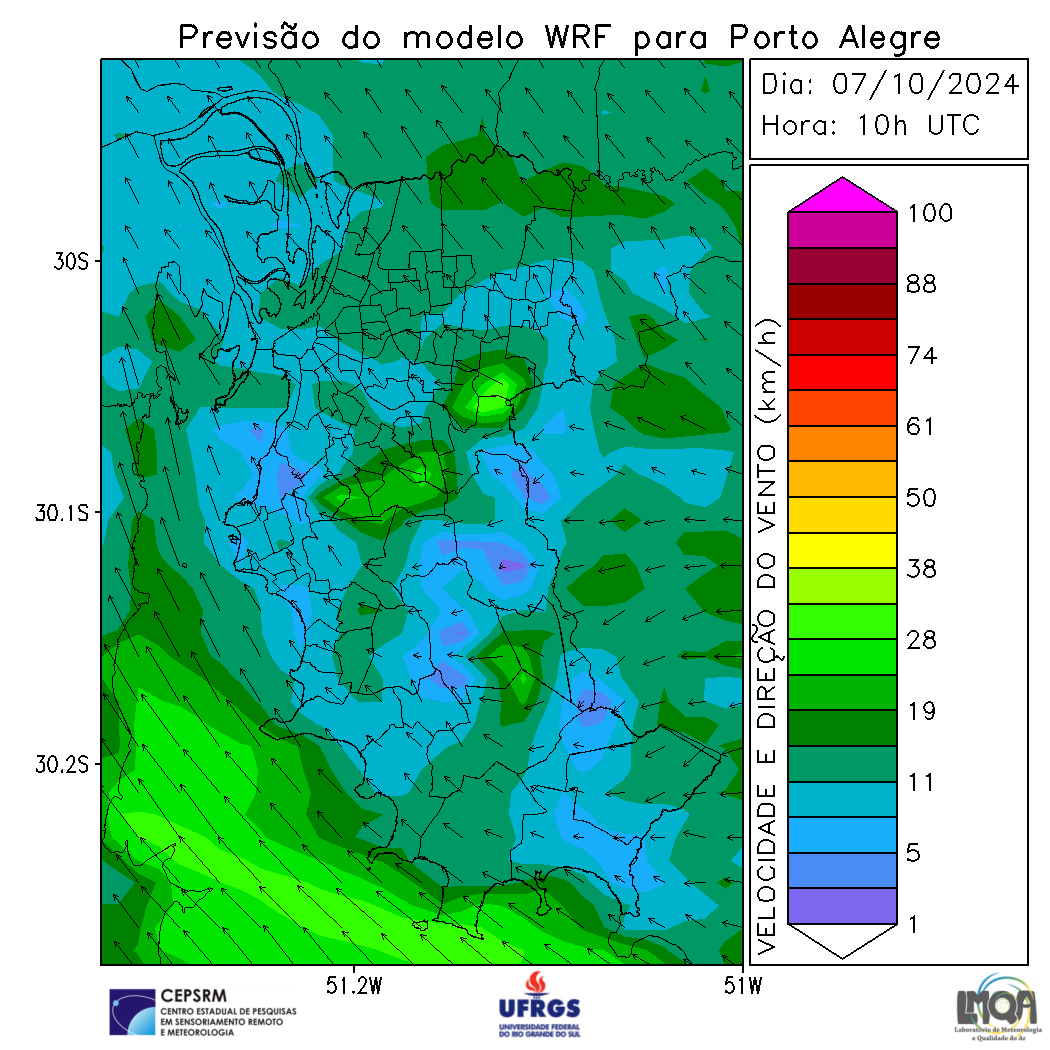 Previsão do modelo WRF para Porto Alegre
Dia: 07/10/2024
Hora: 10h UTC
30S
30.1S
30.2S
51.2W
51W
VELOCIDADE E DIREÇÃO DO VENTO (km/h)
100
88
74
61
50
38
28
19
11
5
1
CEPSRM
CENTRO ESTADUAL DE PESQUISAS
EM SENSORIAMENTO REMOTO
E METEOROLOGIA
UFRGS
UNIVERSIDADE FEDERAL
DO RIO GRANDE DO SUL
LMQA
Laboratório de Meteorologia
e Qualidade do Ar